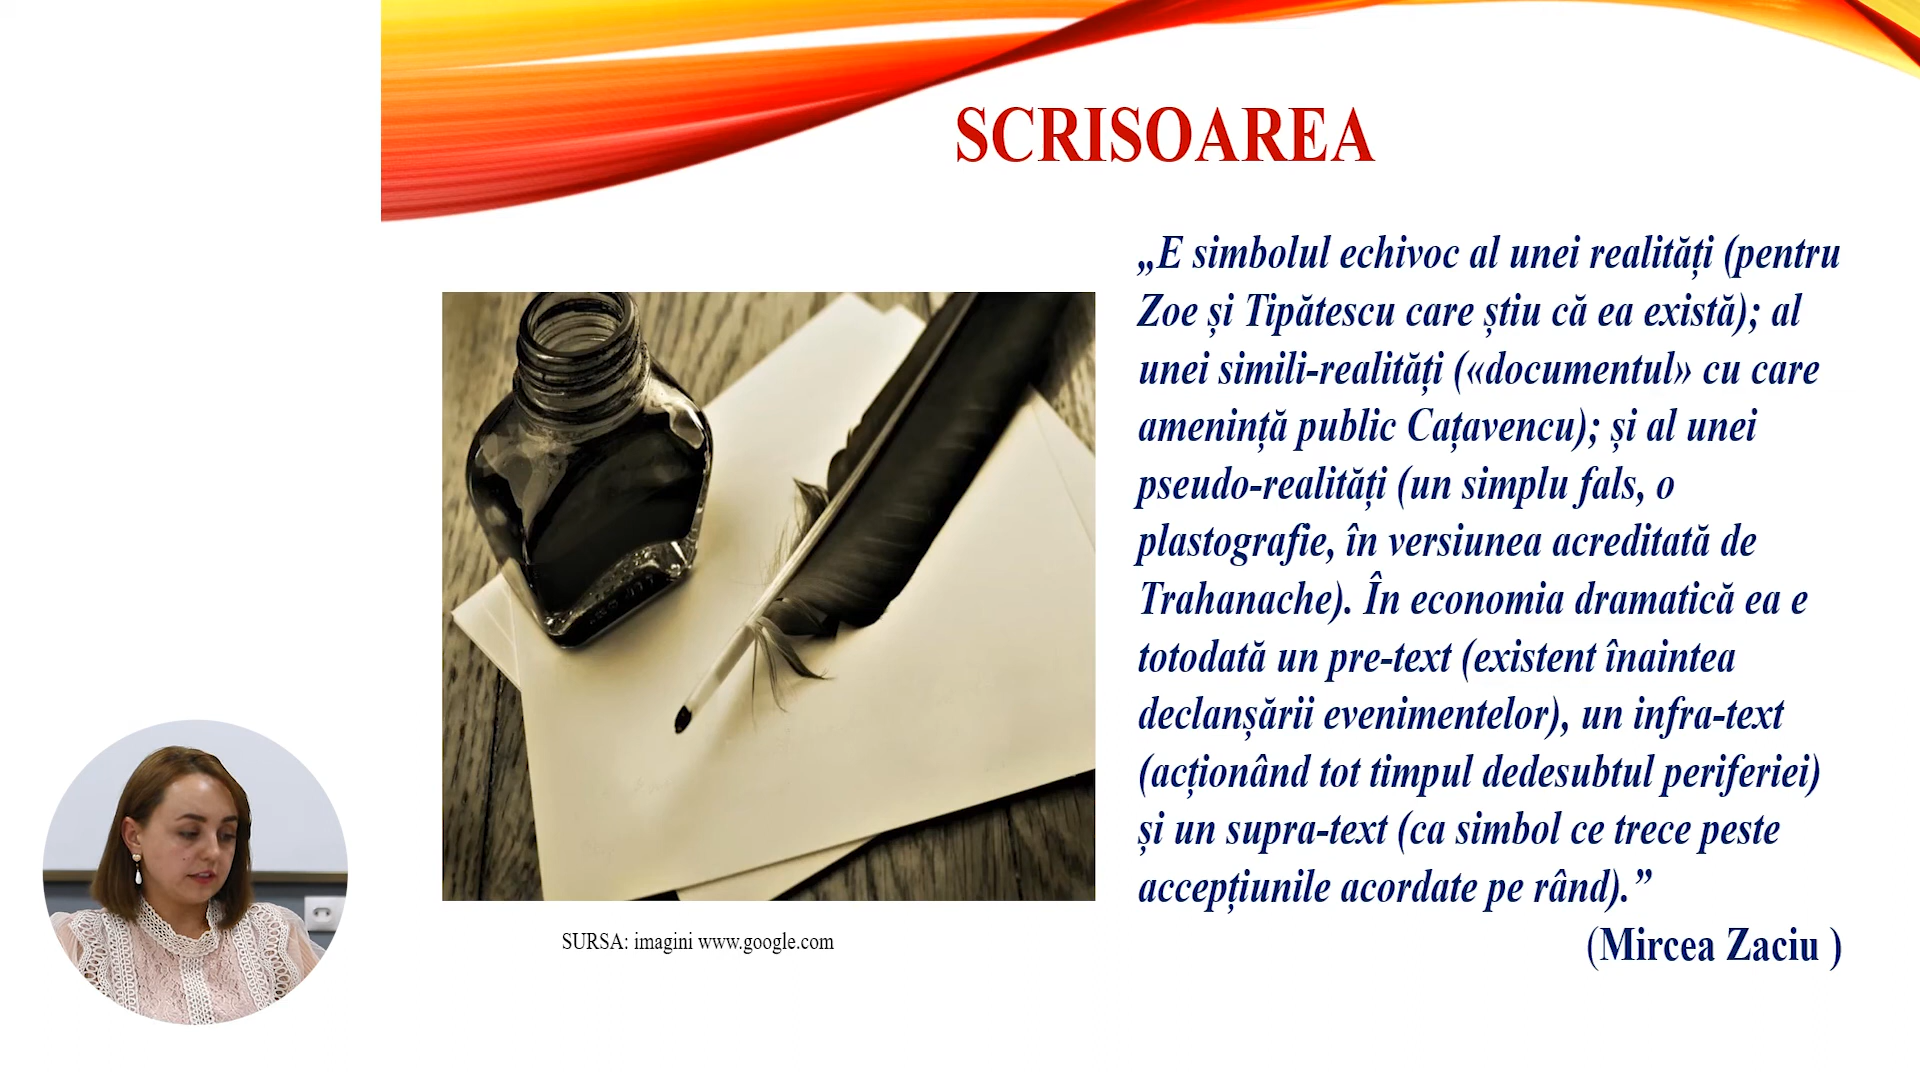 SCRISOAREA
„E simbolul echivoc al unei realități (pentru
Zoe și Tipătescu care știu că ea există); al
unei simili-realități («documentul» cu care
amenință public Cațavencu); și al unei
pseudo-realități (un simplu fals, o
plastografie, în versiunea acreditată de
Trahanache). În economia dramatică ea e
totodată un pre-text (existent înaintea
declanșării evenimentelor), un infra-text
(acționând tot timpul dedesubtul periferiei)
și un supra-text (ca simbol ce trece peste
accepțiunile acordate pe rând).”
(Mircea Zaciu )
SURSA: imagini www.google.com